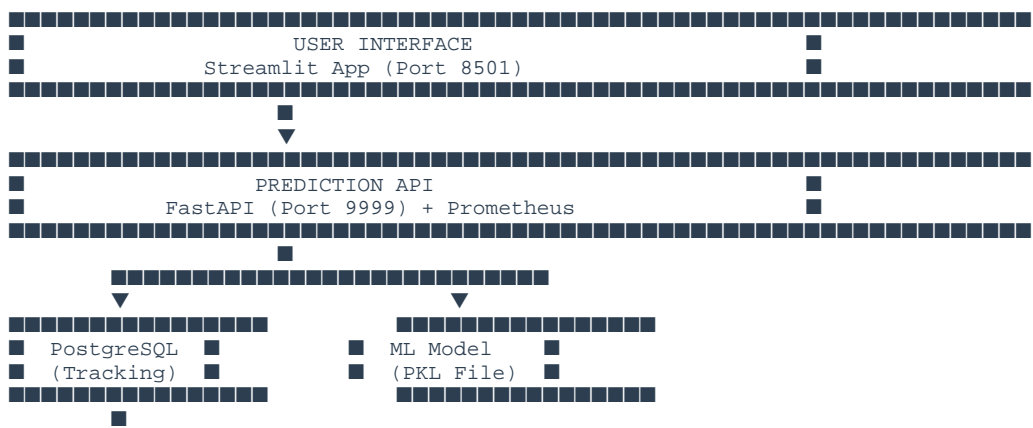 USER INTERFACE
Streamlit App (Port 8501)
PREDICTION API
FastAPI (Port 9999) + Prometheus
PostgreSQL
(Tracking)
ML Model
(PKL File)